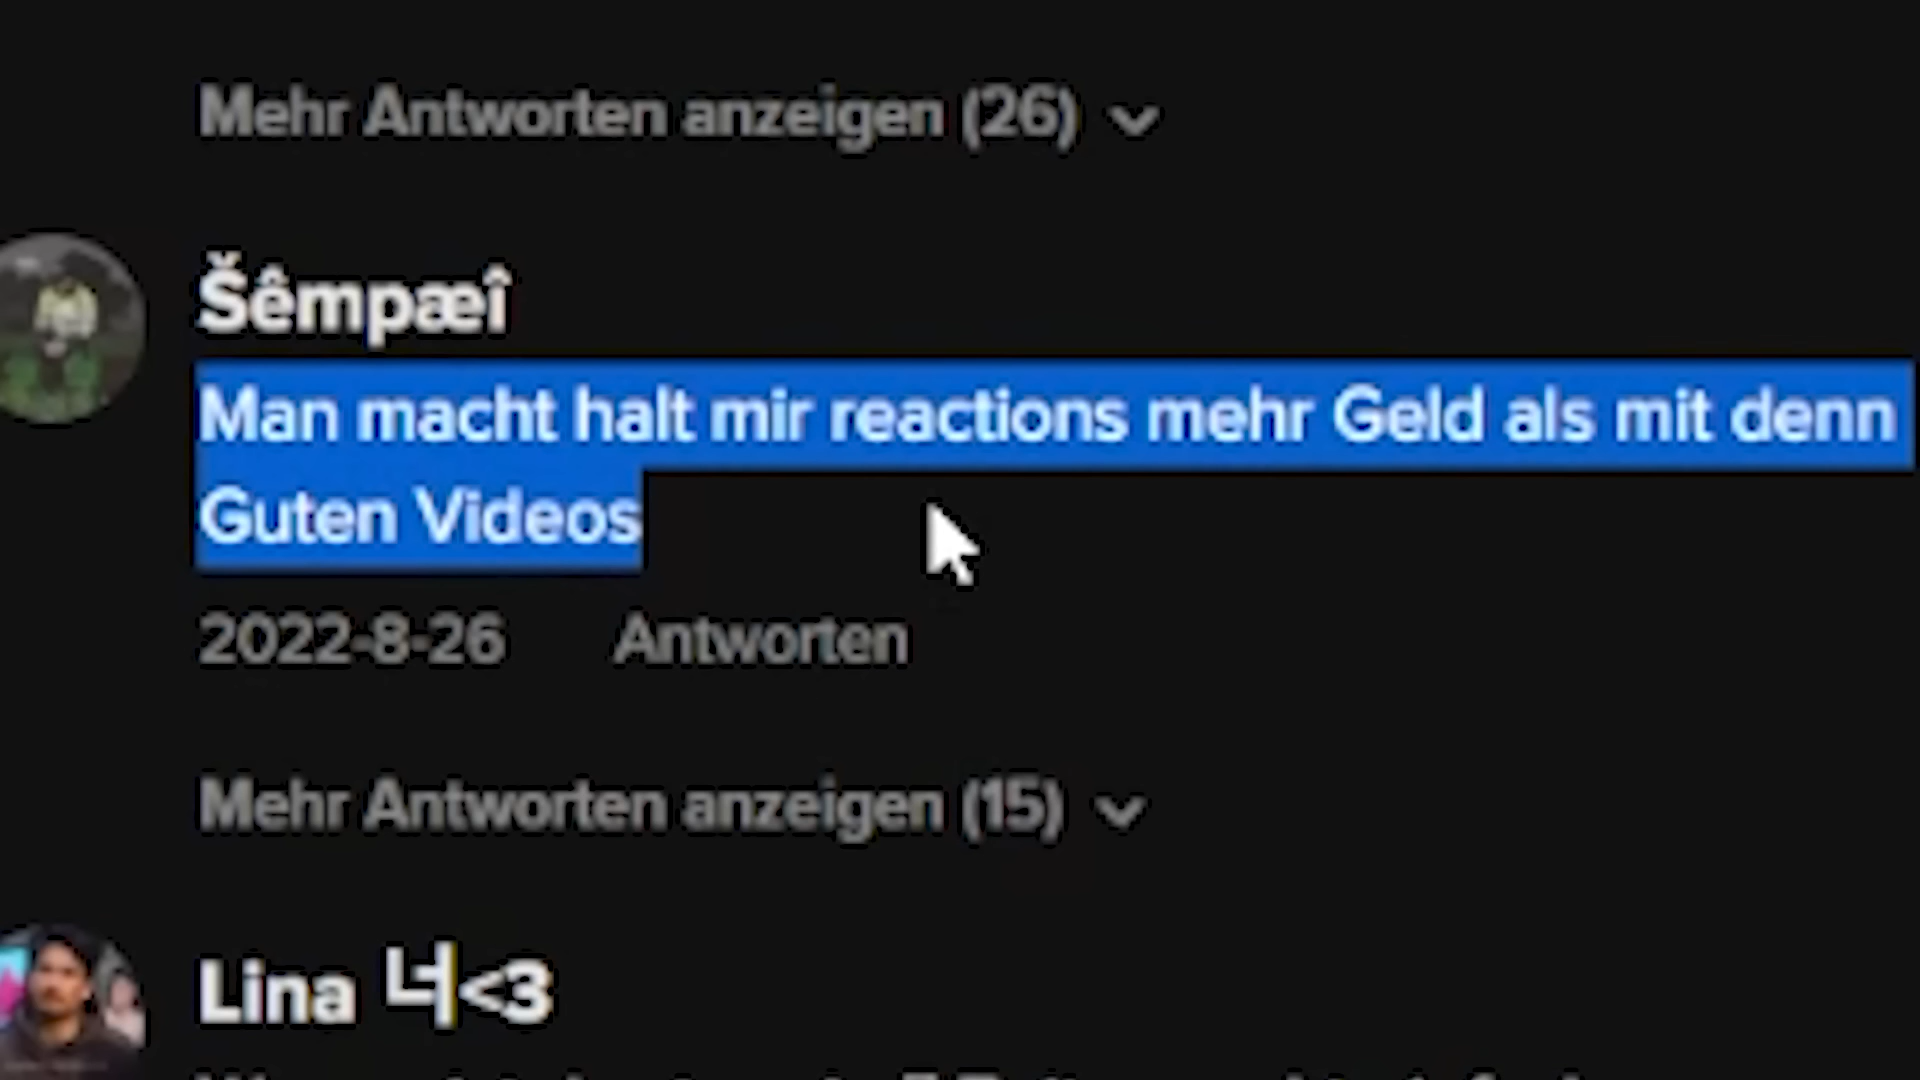 Mehr Antworten anzeigen (26)
Šêmpæî
Man macht halt mir reactions mehr Geld als mit denn
Guten Videos
2022-8-26 Antworten
Mehr Antworten anzeigen (15)
Lina 너<3